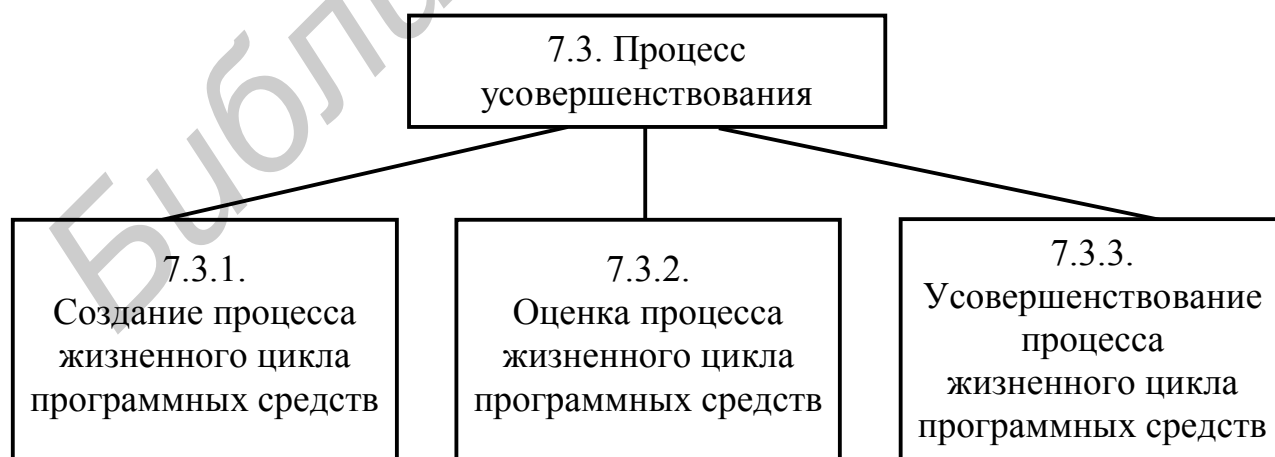 7.3. Процесс
усовершенствования
7.3.1.
Создание процесса
жизненного цикла
программных средств
7.3.2.
Оценка процесса
жизненного цикла
программных средств
7.3.3.
Усовершенствование
процесса
жизненного цикла
программных средств